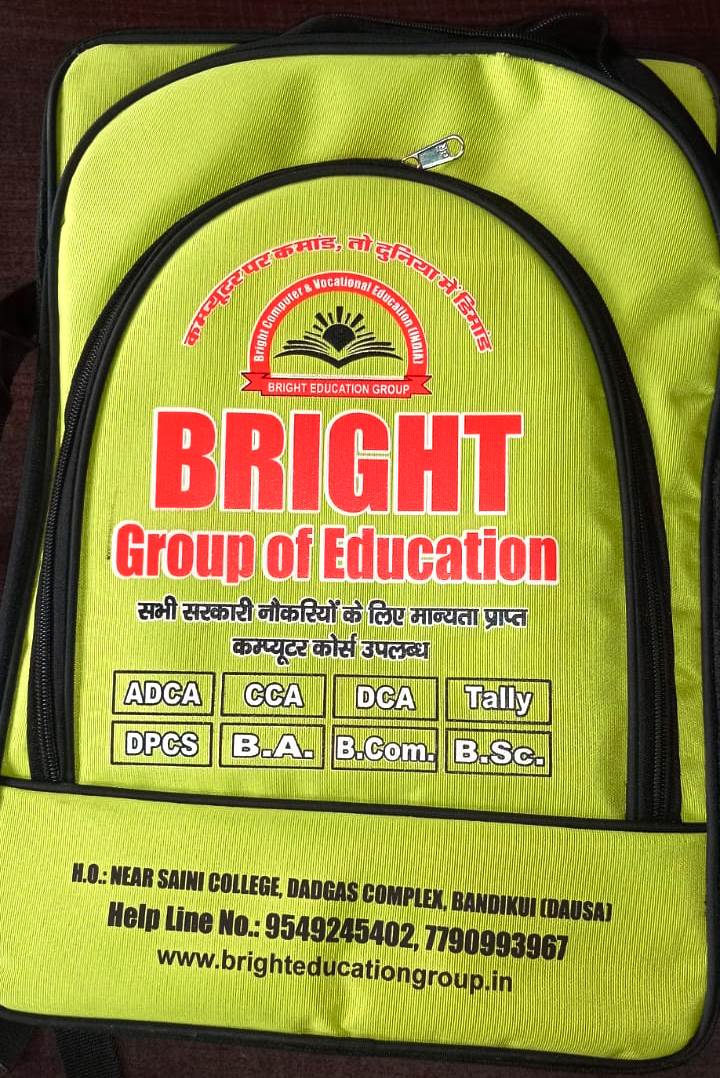 कम्प्यूटर पर कमांड, तो दुनिया में डिमांड
Bright Computer & Vocational Education (INDIA)
BRIGHT EDUCATION GROUP
BRIGHT
Group of Education
सभी सरकारी नौकरियों के लिए मान्यता प्राप्त
कम्प्यूटर कोर्स उपलब्ध
ADCA CCA DCA Tally
DPCS B.A. B.Com. B.Sc.
H.O.: NEAR SAINI COLLEGE, DADGAS COMPLEX, BANDIKUI (DAUSA)
Help Line No.: 9549245402, 7790993967
www.brighteducationgroup.in